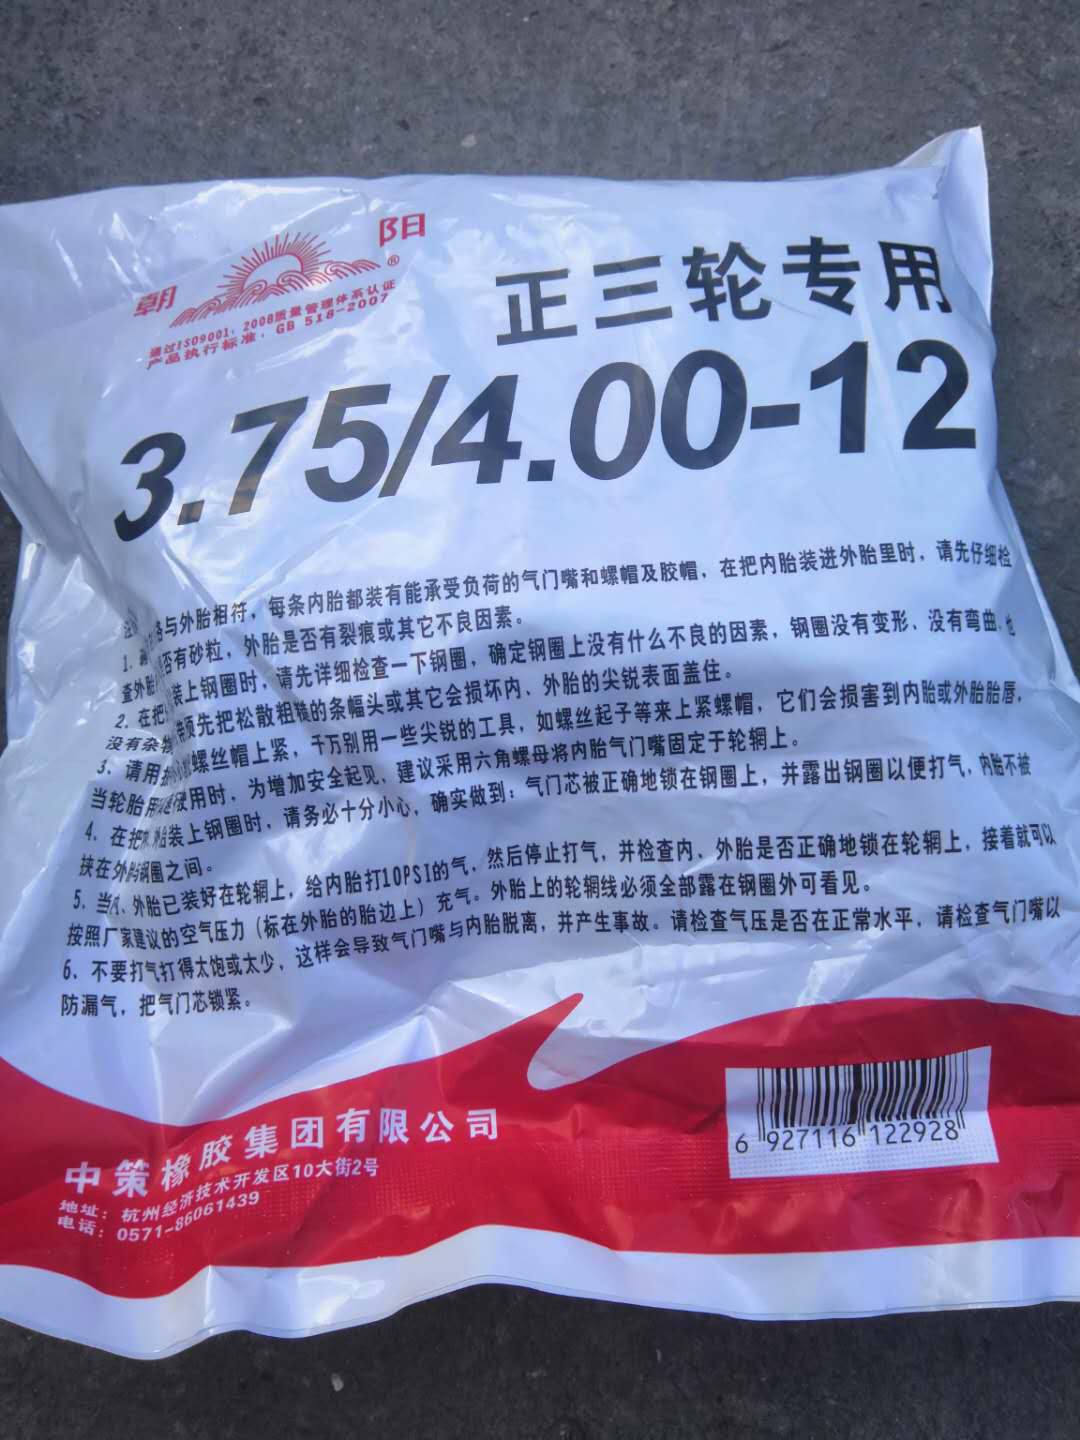 朝 阳®
通过ISO9001:2008质量管理体系认证
产品执行标准:GB 518-2007
正三轮专用
3.75/4.00-12
与外胎相符,每条内胎都装有能承受负荷的气门嘴和螺帽及胶帽,在把内胎装进外胎里时,请先仔细检
查外胎 否有砂粒,外胎是否有裂痕或其它不良因素。
2、在把 装上钢圈时,请先详细检查一下钢圈,确定钢圈上没有什么不良的因素,钢圈没有变形、没有弯曲,也
没有杂物 须先把松散粗糙的条幅头或其它会损坏内、外胎的尖锐表面盖住。
3、请用 螺丝帽上紧,千万别用一些尖锐的工具,如螺丝起子等来上紧螺帽,它们会损害到内胎或外胎胎唇,
当轮胎 使用时,为增加安全起见,建议采用六角螺母将内胎气门嘴固定于轮辋上。
4、在把 胎装上钢圈时,请务必十分小心,确实做到:气门芯被正确地锁在钢圈上,并露出钢圈以便打气,内胎不被
挟在外胎钢圈之间。
5、当内、外胎已装好在轮辋上,给内胎打10PSI的气,然后停止打气,并检查内、外胎是否正确地锁在轮辋上,接着就可以
按照厂家建议的空气压力(标在外胎的胎边上)充气。外胎上的轮辋线必须全部露在钢圈外可看见。
6、不要打气打得太饱或太少,这样会导致气门嘴与内胎脱离,并产生事故。请检查气压是否在正常水平,请检查气门嘴以
防漏气,把气门芯锁紧。
中策橡胶集团有限公司
地址:杭州经济技术开发区10大街2号
电话:0571-86061439
6 927116 122928